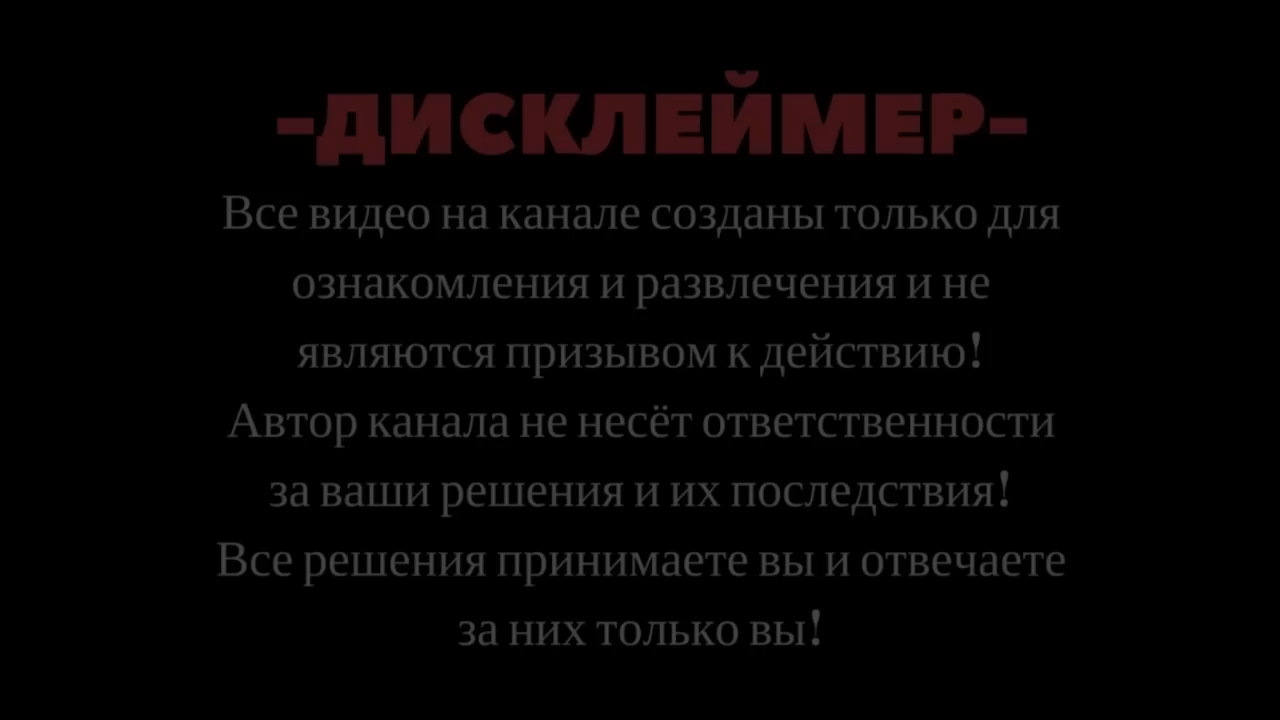 -ДИСКЛЕЙМЕР-
Все видео на канале созданы только для
ознакомления и развлечения и не
являются призывом к действию!
Автор канала не несёт ответственности
за ваши решения и их последствия!
Все решения принимаете вы и отвечаете
за них только вы!